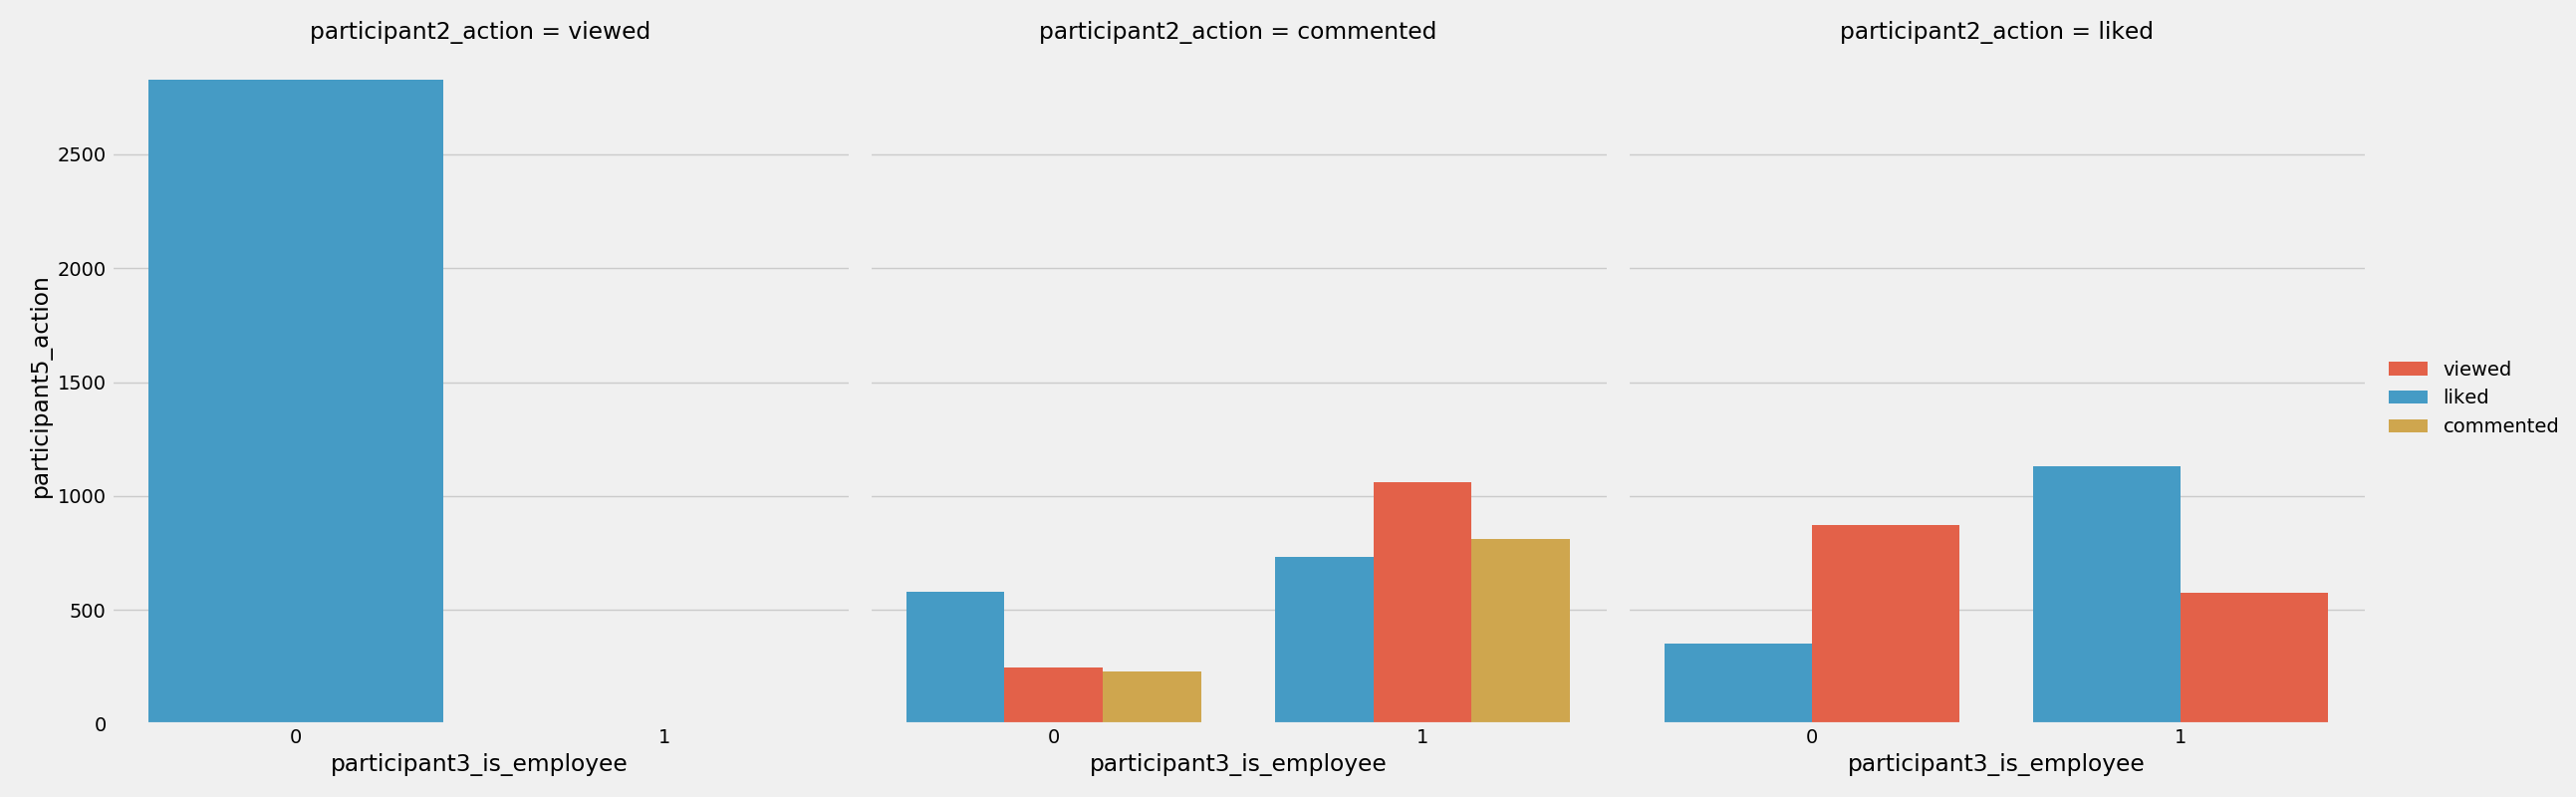 participant2_action = viewed
participant2_action = commented
participant2_action = liked
participant5_action
2500
2000
1500
1000
500
0
0
1
participant3_is_employee
0
1
participant3_is_employee
0
1
participant3_is_employee
viewed
liked
commented